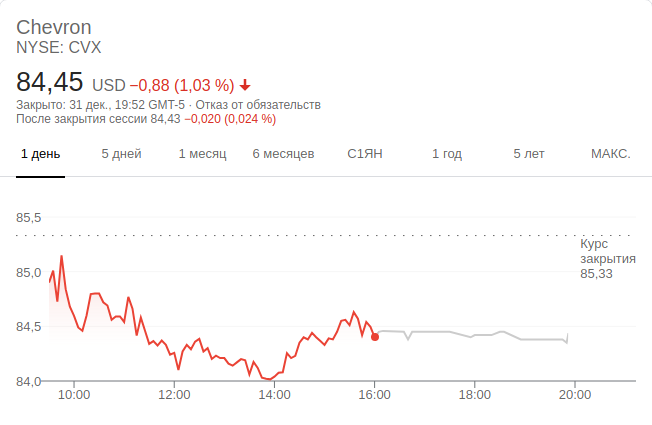 Chevron
NYSE: CVX
84,45 USD −0,88 (1,03 %)
Закрыто: 31 дек., 19:52 GMT-5 · Отказ от обязательств
После закрытия сессии 84,43 −0,020 (0,024 %)
1 день 5 дней 1 месяц 6 месяцев С1ЯН 1 год 5 лет МАКС.
85,5
Курс
закрытия
85,33
85,0
84,5
84,0
10:00 12:00 14:00 16:00 18:00 20:00